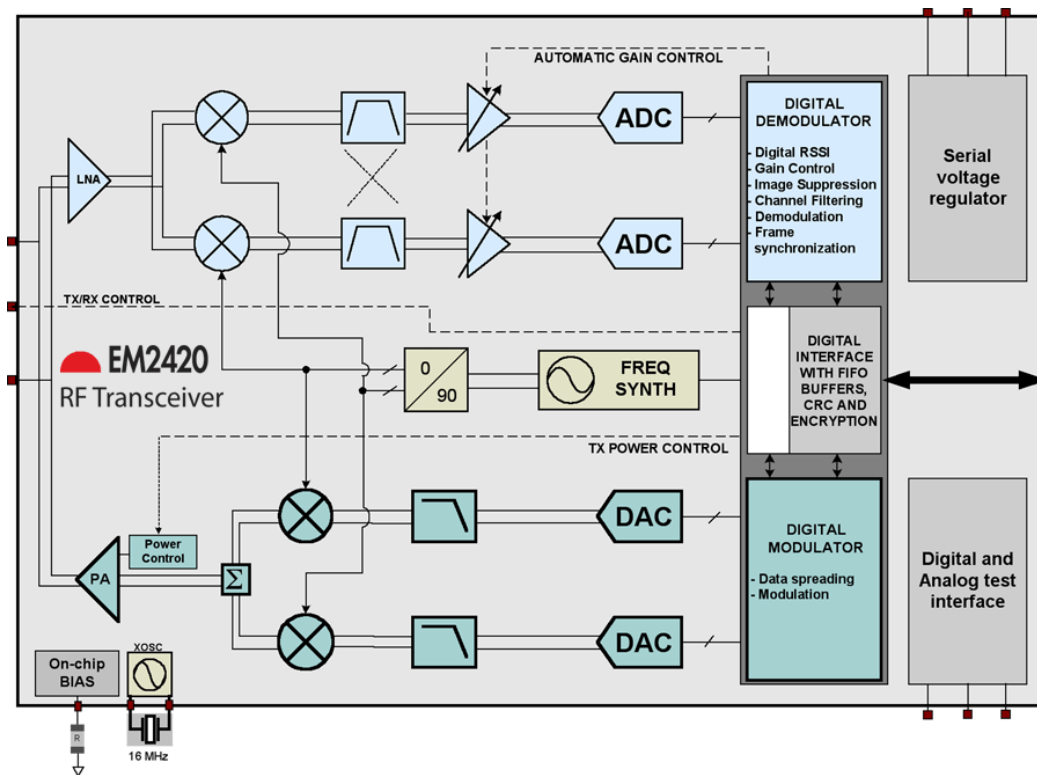 AUTOMATIC GAIN CONTROL
LNA
ADC
ADC
DIGITAL
DEMODULATOR
- Digital RSSI
- Gain Control
- Image Suppression
- Channel Filtering
- Demodulation
- Frame
synchronization
Serial
voltage
regulator
TX/RX CONTROL
EM2420
RF Transceiver
0
90
FREQ
SYNTH
DIGITAL
INTERFACE
WITH FIFO
BUFFERS,
CRC AND
ENCRYPTION
TX POWER CONTROL
Power
Control
PA
Σ
DAC
DAC
DIGITAL
MODULATOR
- Data spreading
- Modulation
Digital and
Analog test
interface
On-chip
BIAS
XOSC
R
16 MHz